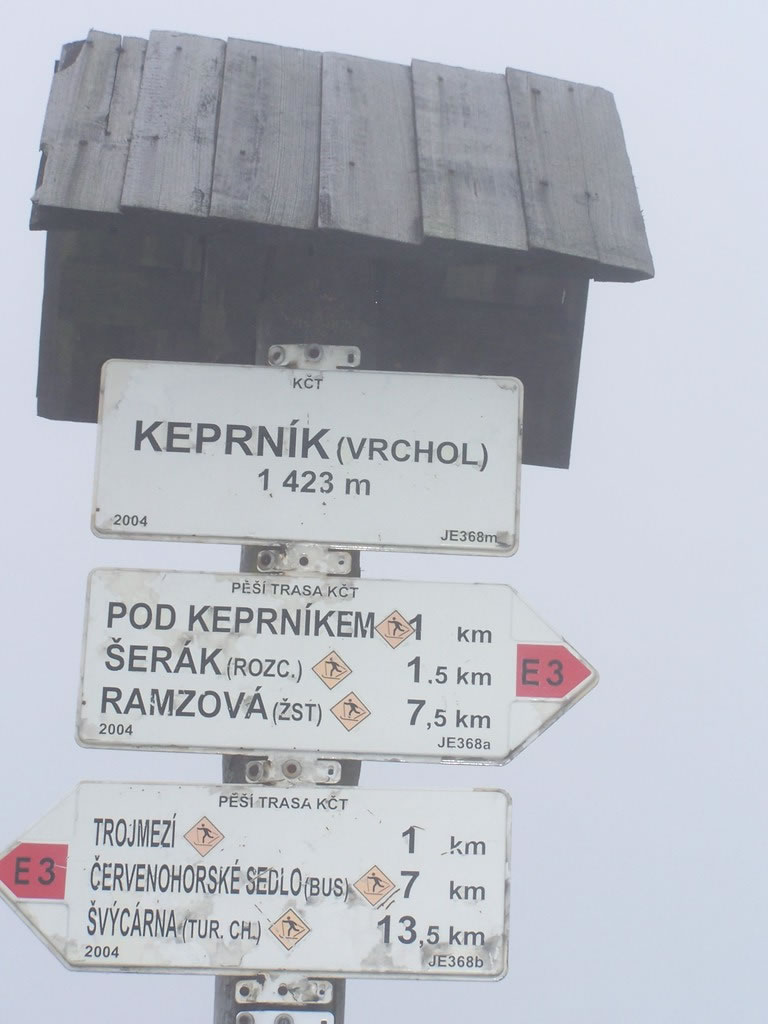 KČT
KEPRNÍK (VRCHOL)
1 423 m
2004 JE368m
PĚŠÍ TRASA KČT
POD KEPRNÍKEM 1 km
ŠERÁK (ROZC.) 1.5 km
E 3
RAMZOVÁ (ŽST) 7,5 km
2004 JE368a
PĚŠÍ TRASA KČT
TROJMEZÍ 1 km
E 3
ČERVENOHORSKÉ SEDLO (BUS) 7 km
ŠVÝCÁRNA (TUR. CH.) 13,5 km
2004 JE368b